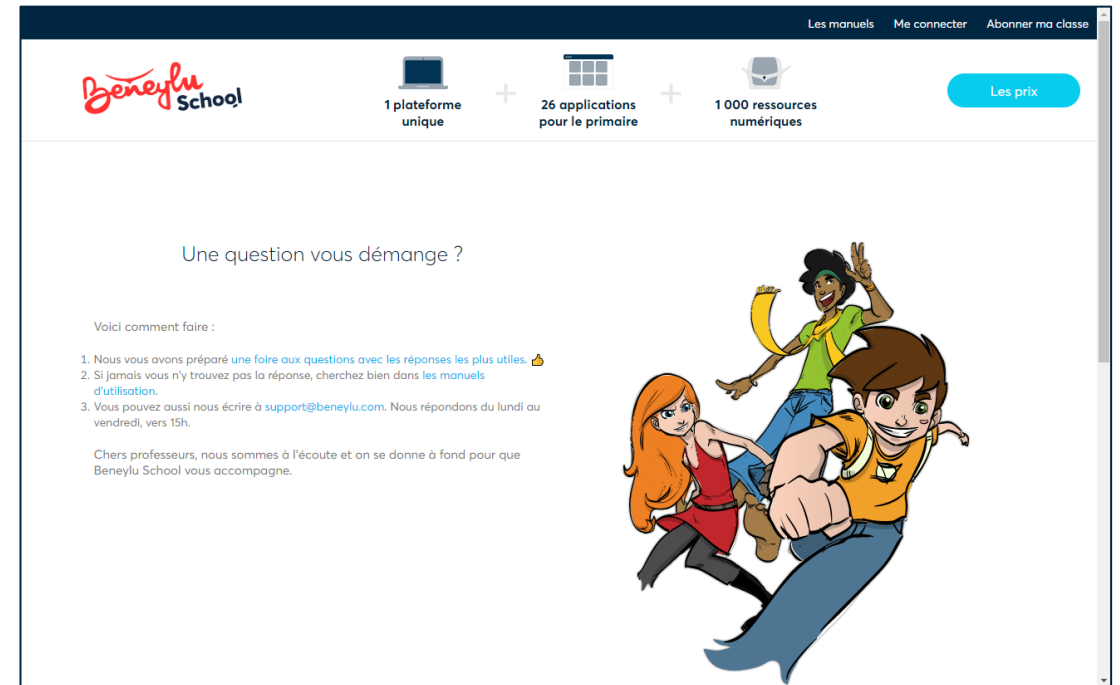 Les manuels Me connecter Abonner ma classe
Beneylu
School
1 plateforme
unique
26 applications
pour le primaire
1 000 ressources
numériques
Les prix
Une question vous démange ?
Voici comment faire :
1. Nous vous avons préparé une foire aux questions avec les réponses les plus utiles. 👍
2. Si jamais vous n'y trouvez pas la réponse, cherchez bien dans les manuels
d'utilisation.
3. Vous pouvez aussi nous écrire à support@beneylu.com. Nous répondons du lundi au
vendredi, vers 15h.
Chers professeurs, nous sommes à l'écoute et on se donne à fond pour que
Beneylu School vous accompagne.